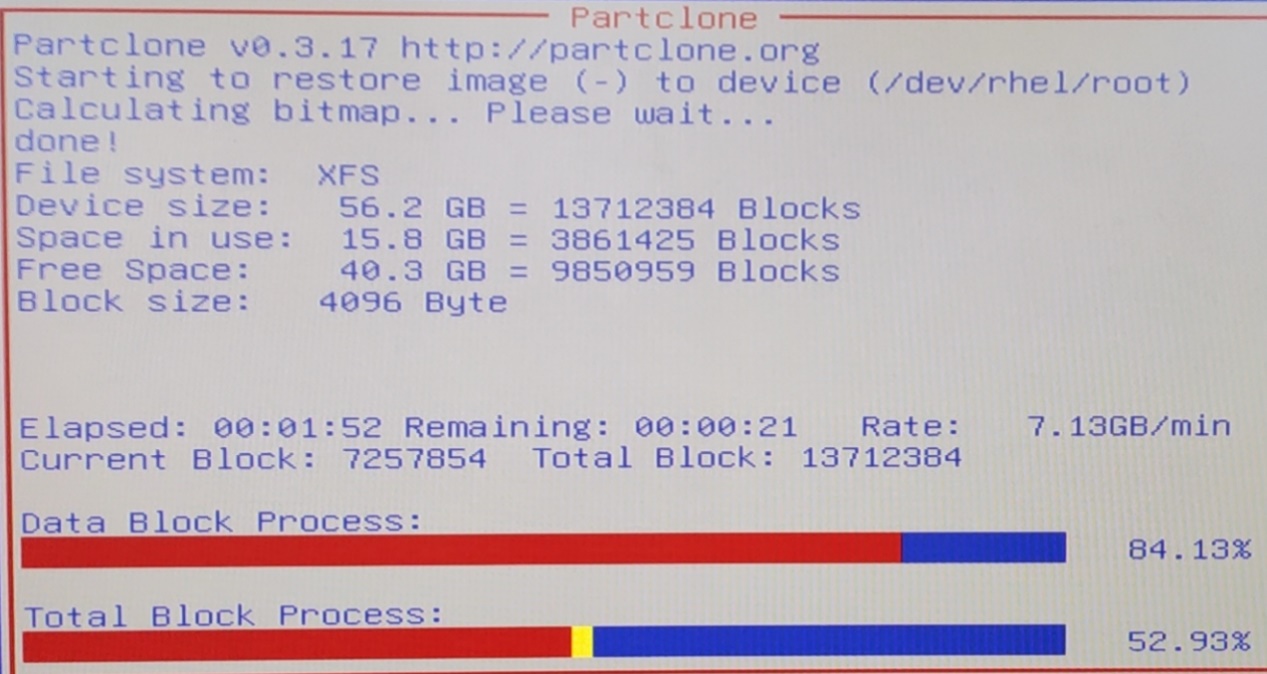 Partclone
Partclone v0.3.17 http://partclone.org
Starting to restore image (-) to device (/dev/rhel/root)
Calculating bitmap... Please wait...
done!
File system: XFS
Device size: 56.2 GB = 13712384 Blocks
Space in use: 15.8 GB = 3861425 Blocks
Free Space: 40.3 GB = 9850959 Blocks
Block size: 4096 Byte
Elapsed: 00:01:52 Remaining: 00:00:21 Rate: 7.13GB/min
Current Block: 7257854 Total Block: 13712384
Data Block Process:
84.13%
Total Block Process:
52.93%